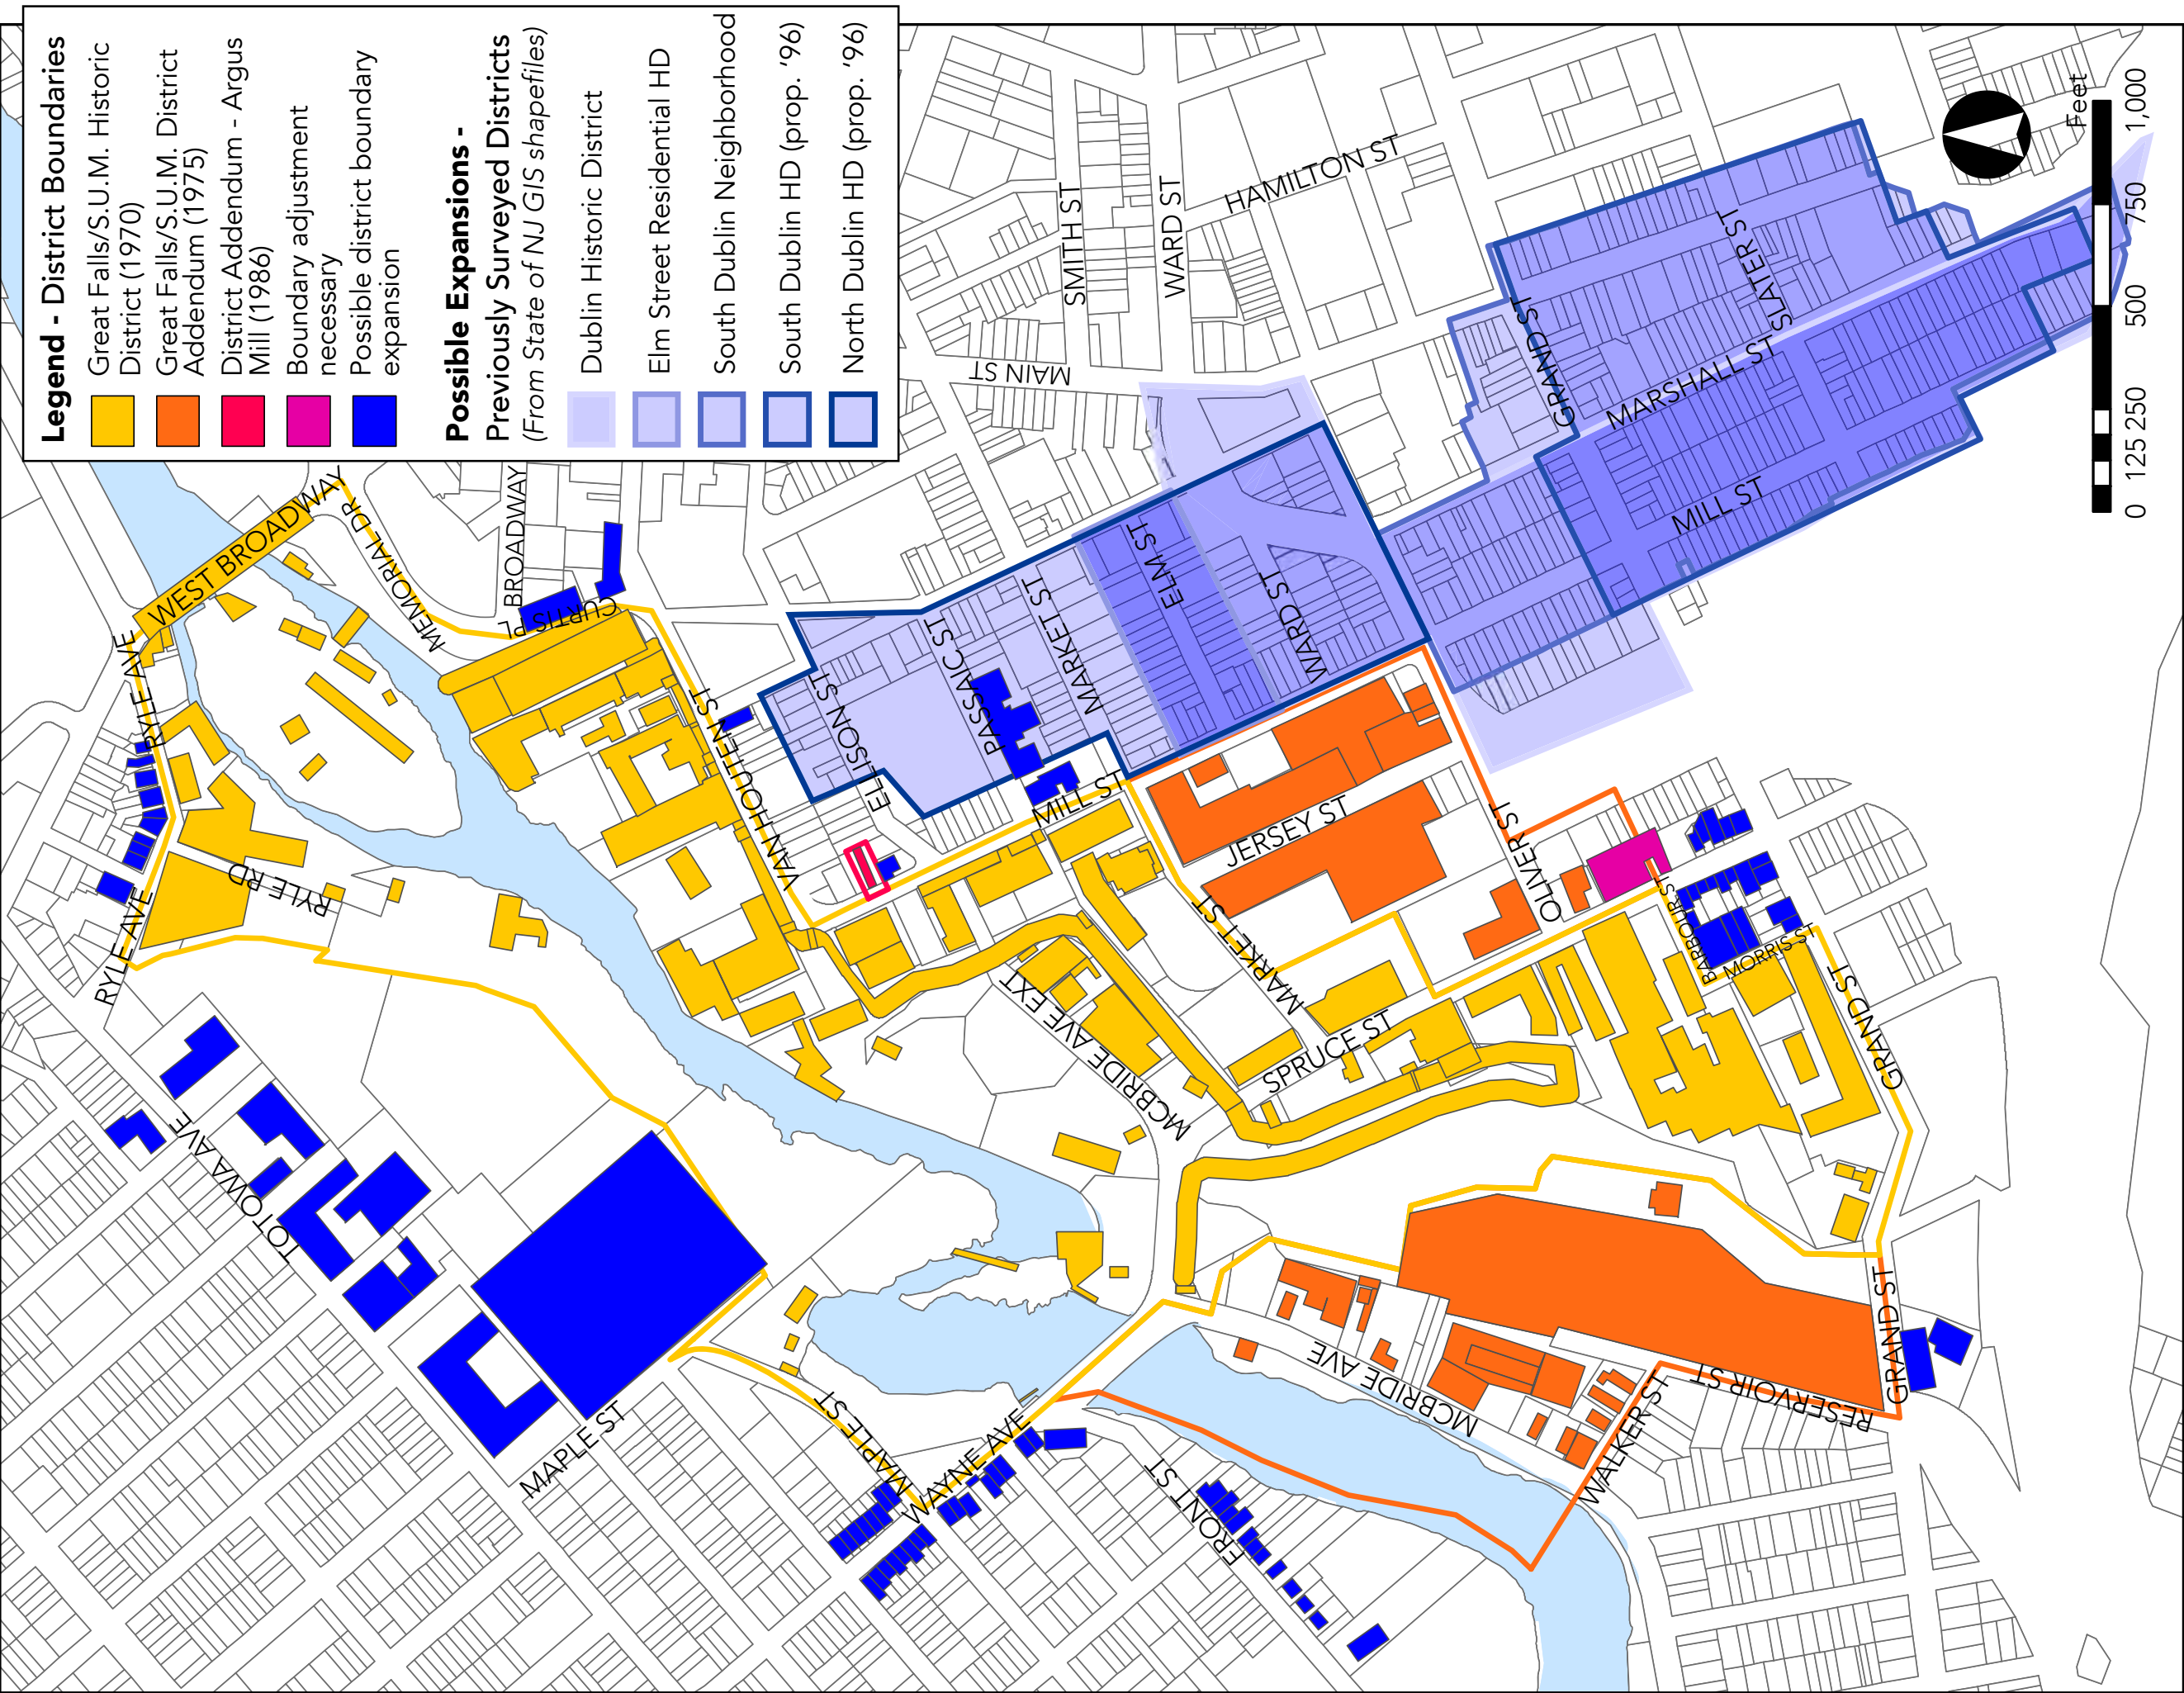 Legend - District Boundaries
Great Falls/S.U.M. Historic
District (1970)
Great Falls/S.U.M. District
Addendum (1975)
District Addendum - Argus
Mill (1986)
Boundary adjustment
necessary
Possible district boundary
expansion
Possible Expansions -
Previously Surveyed Districts
(From State of NJ GIS shapefiles)
Dublin Historic District
Elm Street Residential HD
South Dublin Neighborhood
South Dublin HD (prop. '96)
North Dublin HD (prop. '96)
WEST BROADWAY
MEMORIAL DR
BROADWAY
CURTIS PL
RYLE AVE
RYLE AVE
RYLE AVE
RYLE RD
TOTOWA AVE
MAPLE ST
MAPLE ST
WAYNE AVE
FRONT ST
VAN HOUTEN ST
ELLISON ST
PASSAIC ST
MARKET ST
ELM ST
WARD ST
MILL ST
MAIN ST
SMITH ST
WARD ST
HAMILTON ST
JERSEY ST
OLIVER ST
MARKET ST
MARKET ST
SPRUCE ST
MCBRIDE AVE EXT
MCBRIDE
MCBRIDE AVE
WALKER ST
RESERVOIR ST
GRAND ST
GRAND ST
BARBOUR ST
MORRIS ST
GRAND ST
MARSHALL ST
SLATER ST
MILL ST
Feet
0 125 250 500 750 1,000